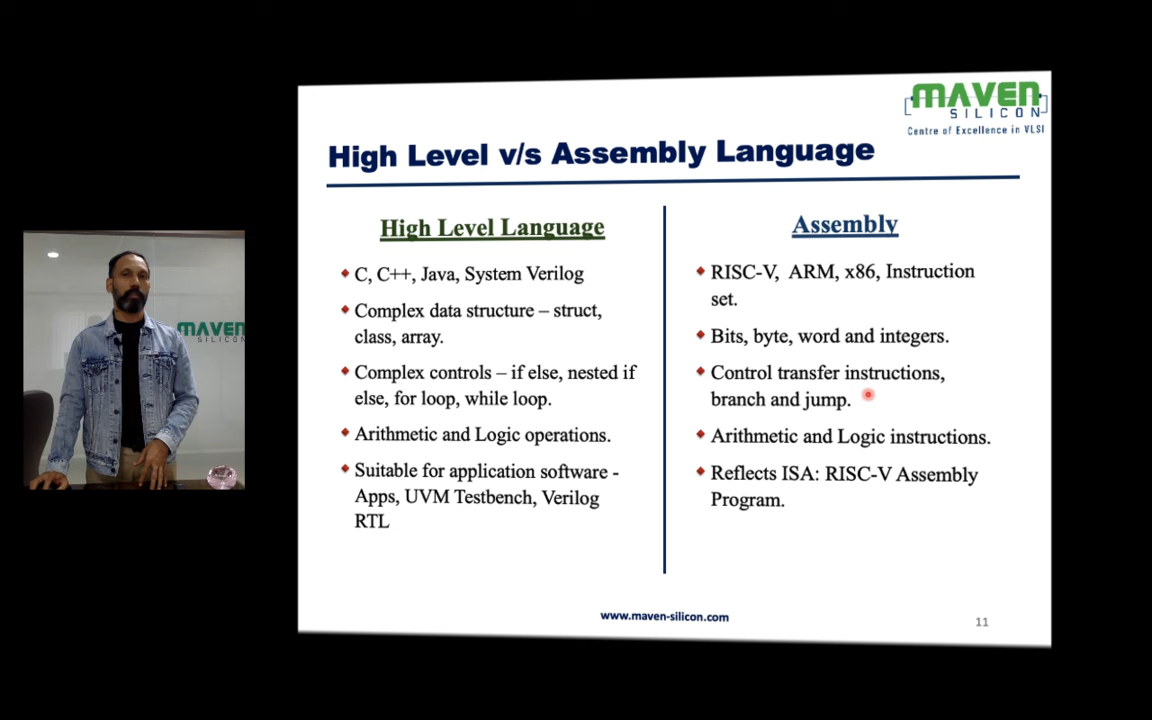 MAVEN
SILICON
Centre of Excellence in VLSI
High Level v/s Assembly Language
High Level Language
C, C++, Java, System Verilog
Complex data structure – struct,
class, array.
Complex controls – if else, nested if
else, for loop, while loop.
Arithmetic and Logic operations.
Suitable for application software -
Apps, UVM Testbench, Verilog
RTL
Assembly
RISC-V, ARM, x86, Instruction
set.
Bits, byte, word and integers.
Control transfer instructions,
branch and jump.
Arithmetic and Logic instructions.
Reflects ISA: RISC-V Assembly
Program.
www.maven-silicon.com
11
MAVEN
SILICON